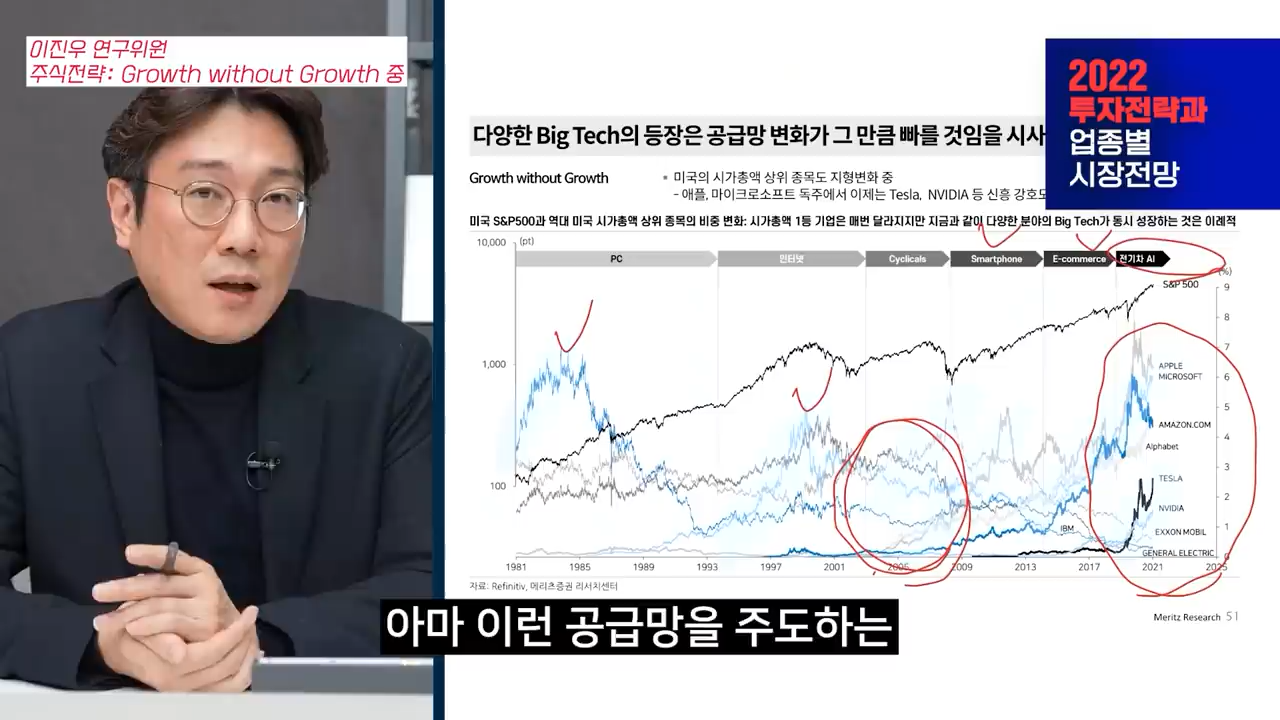 이진우 연구위원
주식전략: Growth without Growth 중
2022
투자전략과
업종별
시장전망
다양한 Big Tech의 등장은 공급망 변화가 그 만큼 빠를 것임을 시사
Growth without Growth
▪ 미국의 시가총액 상위 종목도 지형변화 중
- 애플, 마이크로소프트 독주에서 이제는 Tesla, NVIDIA 등 신흥 강호
미국 S&P500과 역대 미국 시가총액 상위 종목의 비중 변화: 시가총액 1등 기업은 매번 달라지지만 지금과 같이 다양한 분야의 Big Tech가 동시 성장하는 것은 이례적
10,000 (pt)
PC 인터넷 Cyclicals Smartphone E-commerce 전기차 AI
(%)
S&P 500
9
8
7
1,000
APPLE
MICROSOFT
6
5
AMAZON.COM
4
Alphabet
3
100
TESLA
2
NVIDIA
1
IBM
EXXON MOBIL
GENERAL ELECTRIC
0
1981 1985 1989 1993 1997 2001 2005 2009 2013 2017 2021 2025
자료: Refinitiv, 메리츠증권 리서치센터
아마 이런 공급망을 주도하는
Meritz Research 51